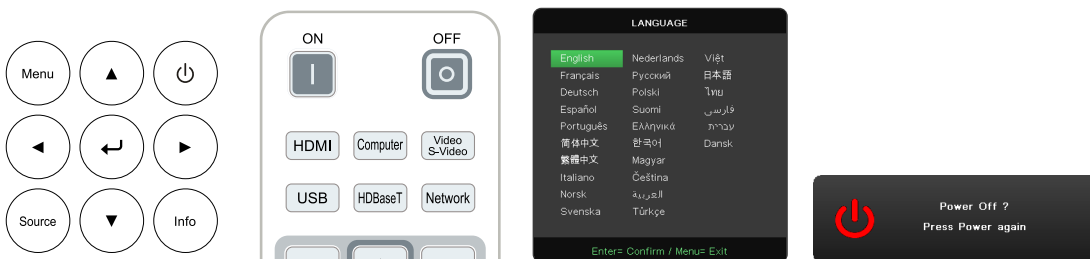 Menu
Source
Info
ON
OFF
HDMI
Computer
Video
S-Video
USB
HDBaseT
Network
LANGUAGE
English Nederlands Việt
Français Русский 日本語
Deutsch Polski ไทย
Español Suomi فارسی
Português Ελληνικά עברית
简体中文 한국어 Dansk
繁體中文 Magyar
Italiano Čeština
Norsk العربية
Svenska Türkçe
Enter= Confirm / Menu= Exit
Power Off ?
Press Power again